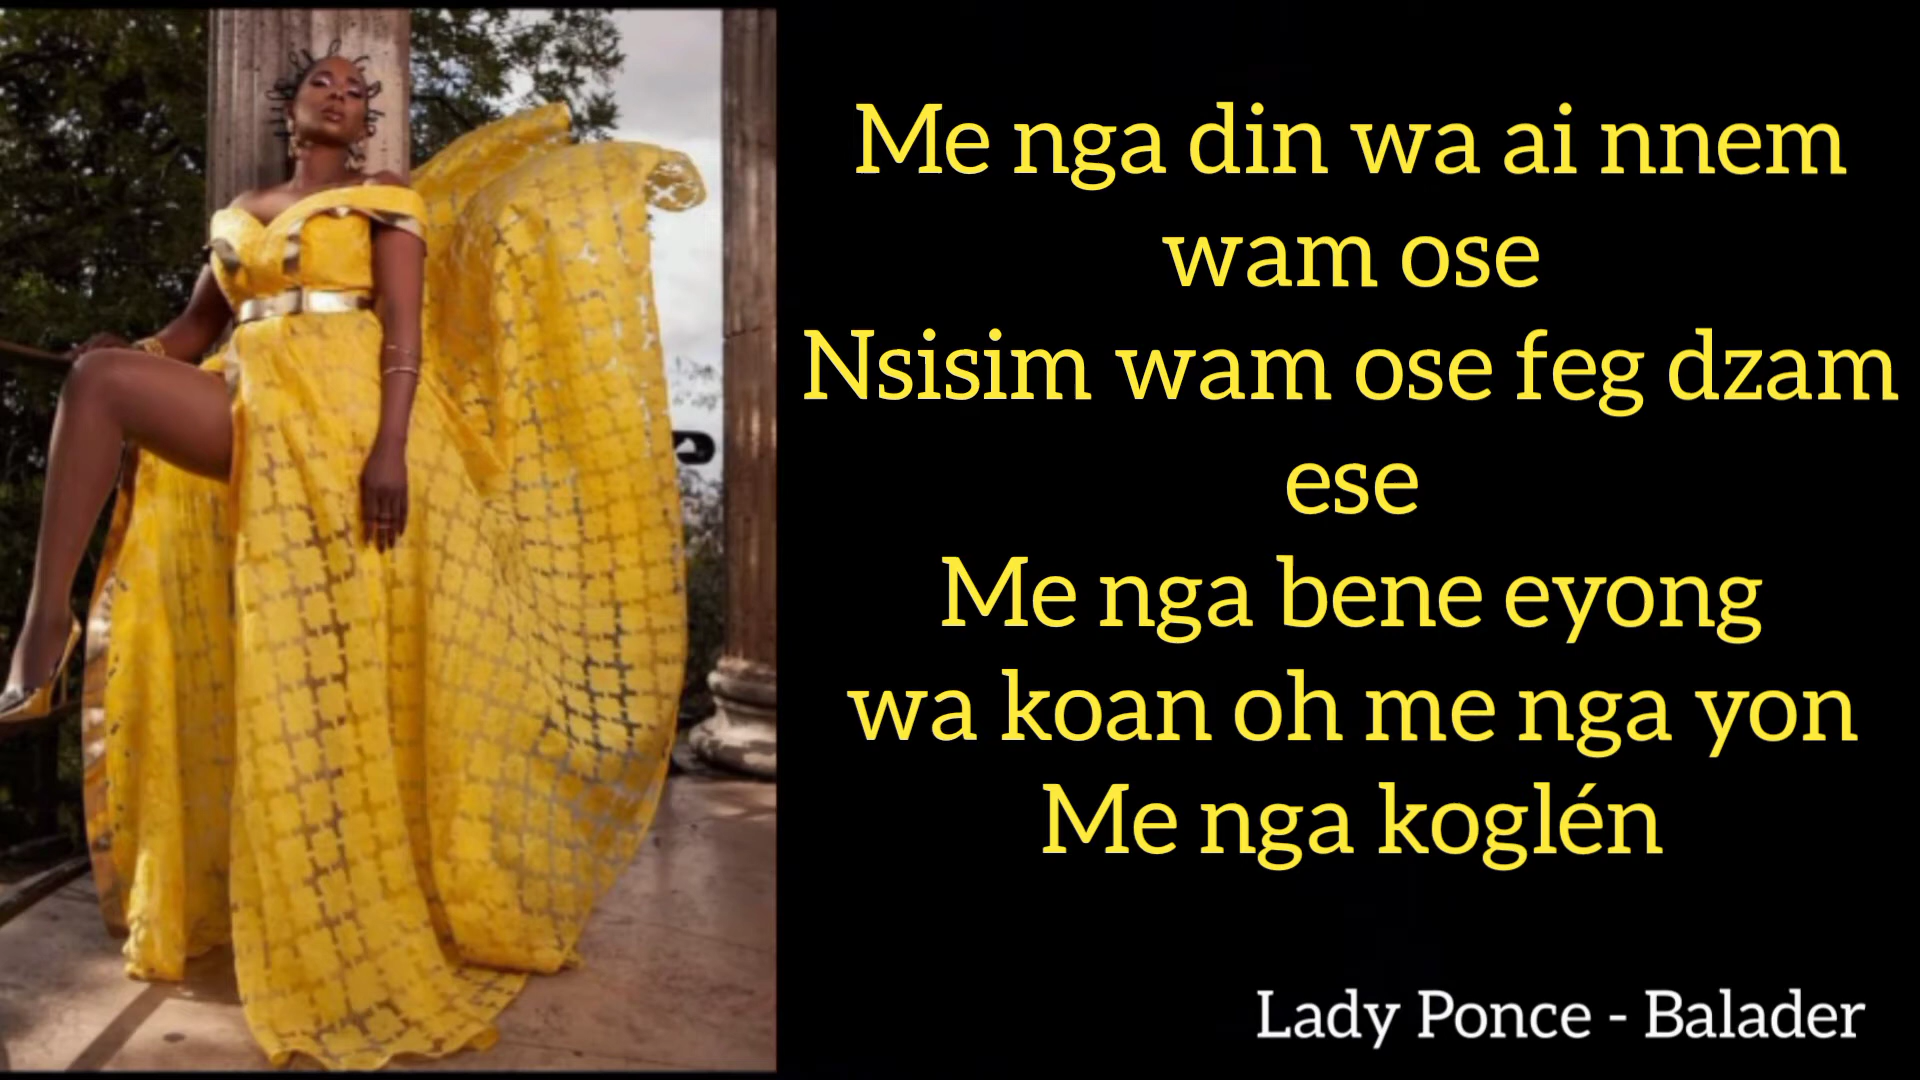 Me nga din wa ai nnem
wam ose
Nsisim wam ose feg dzam
ese
Me nga bene eyong
wa koan oh me nga yon
Me nga koglén
Lady Ponce - Balader